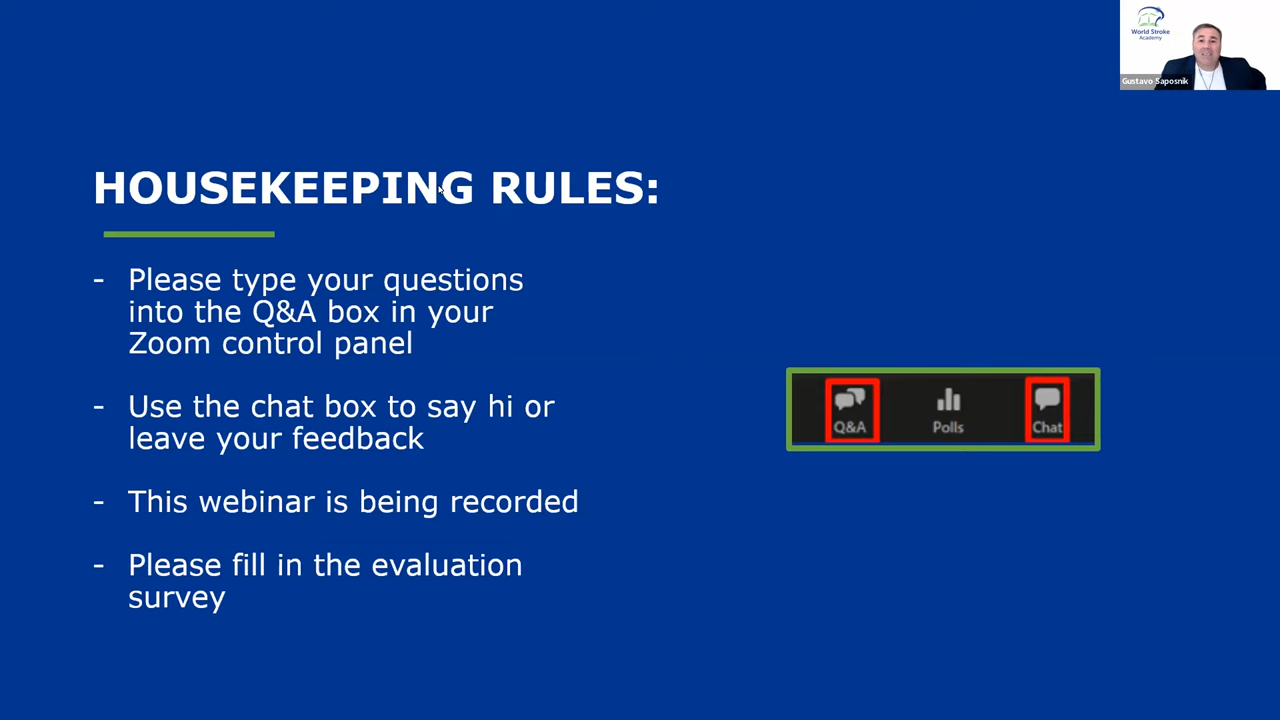 World Stroke
Academy
Gustavo Saposnik
HOUSEKEEPING RULES:
- Please type your questions
into the Q&A box in your
Zoom control panel
- Use the chat box to say hi or
leave your feedback
- This webinar is being recorded
- Please fill in the evaluation
survey
Q&A
Polls
Chat